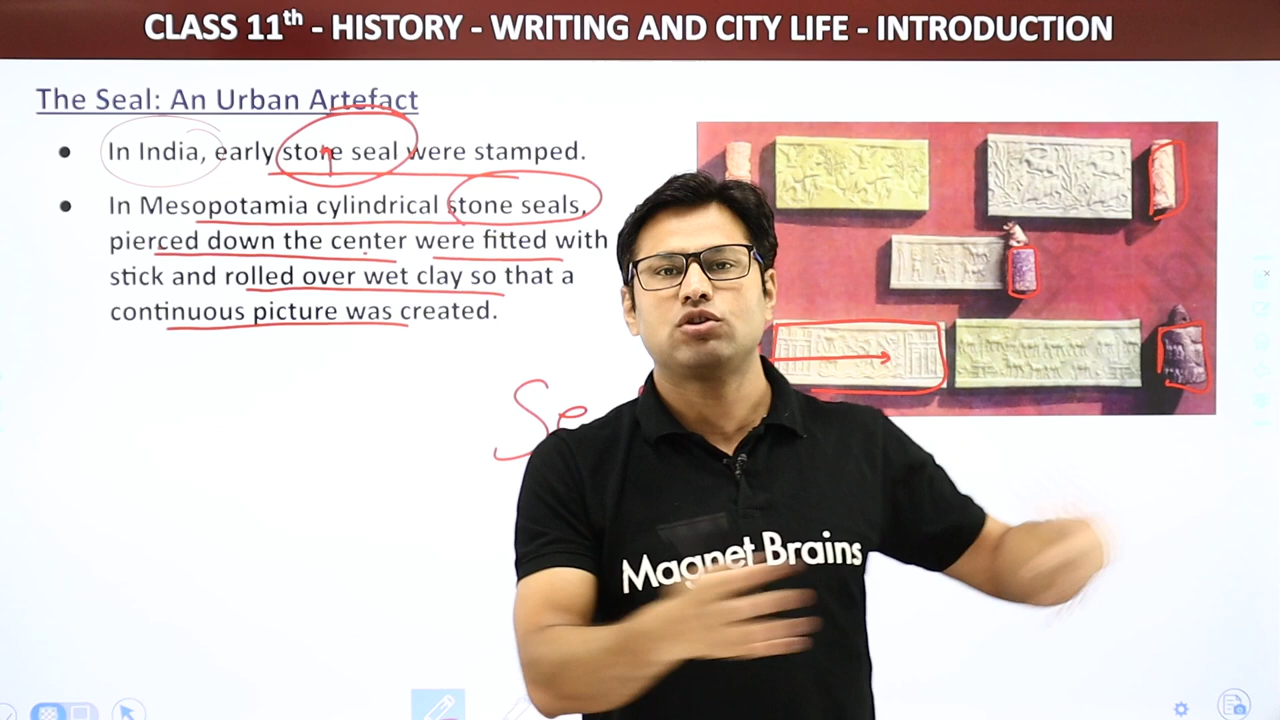 CLASS 11th - HISTORY - WRITING AND CITY LIFE - INTRODUCTION
The Seal: An Urban Artefact
• In India, early stone seal were stamped.
• In Mesopotamia cylindrical stone seals,
pierced down the center were fitted with
stick and rolled over wet clay so that a
continuous picture was created.
Se
Magnet Brains